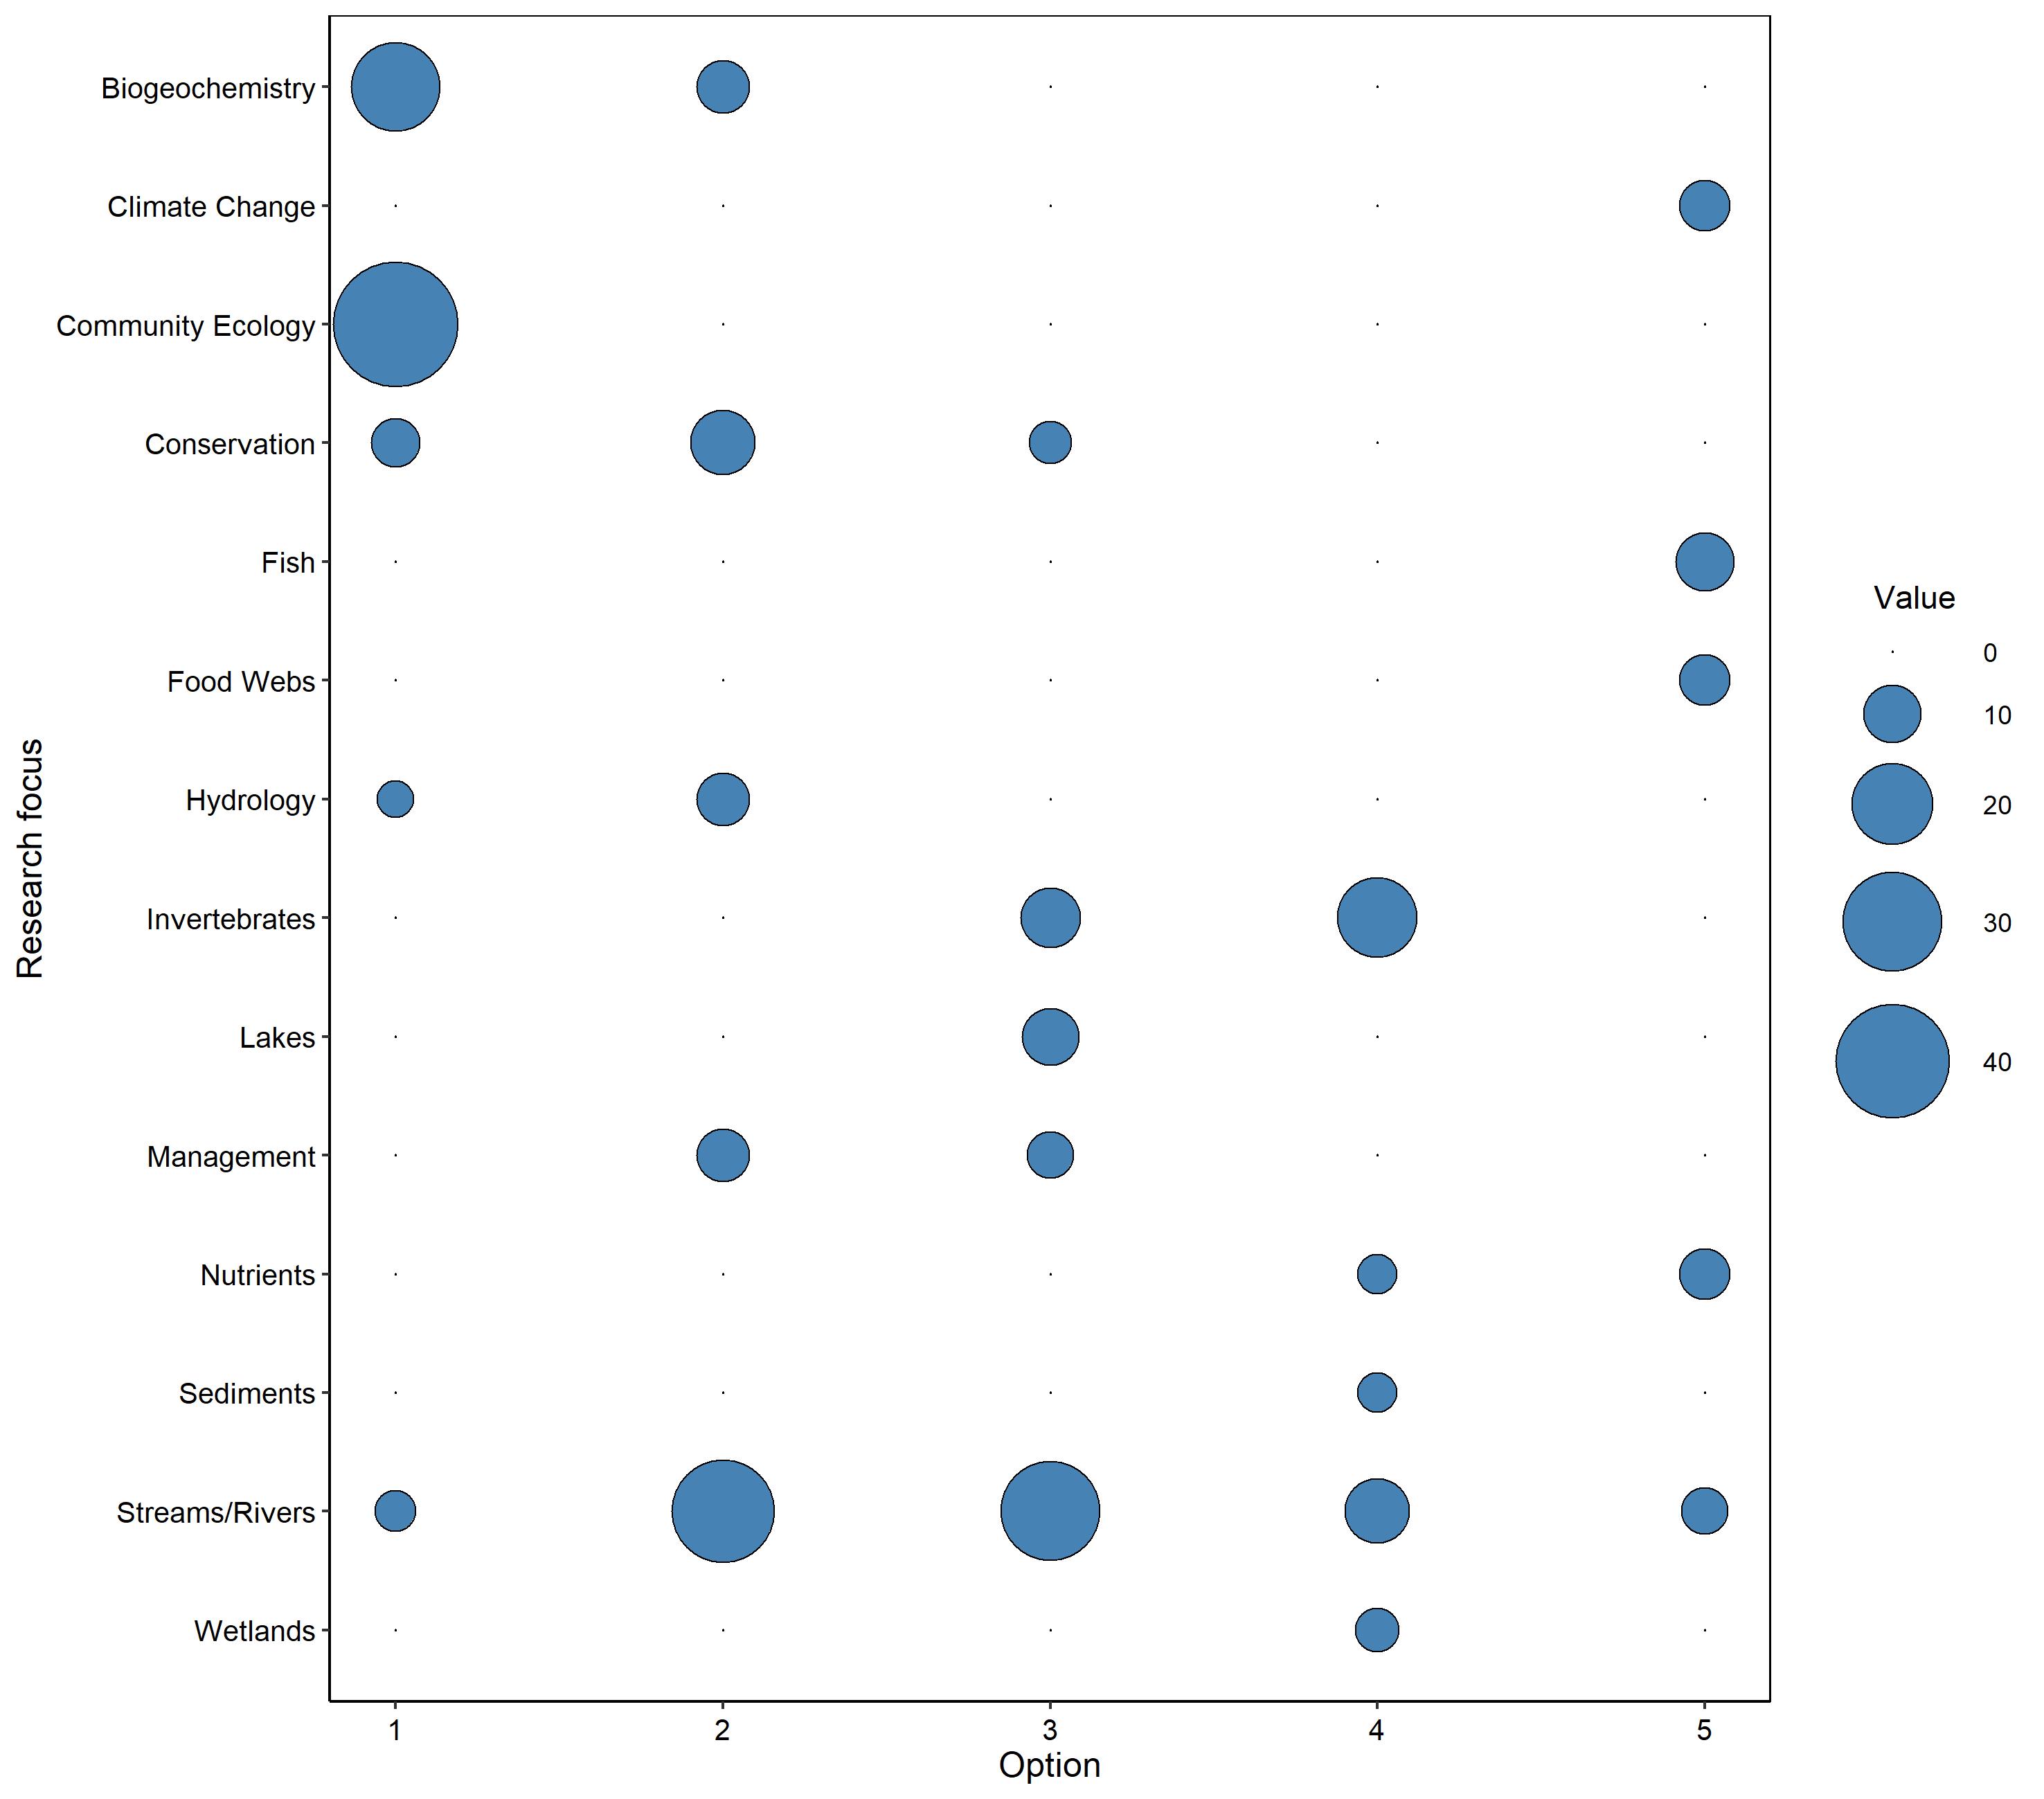 Biogeochemistry
Climate Change
Community Ecology
Conservation
Fish
Food Webs
Hydrology
Invertebrates
Lakes
Management
Nutrients
Sediments
Streams/Rivers
Wetlands
Research focus
1 2 3 4 5
Option
Value
0
10
20
30
40